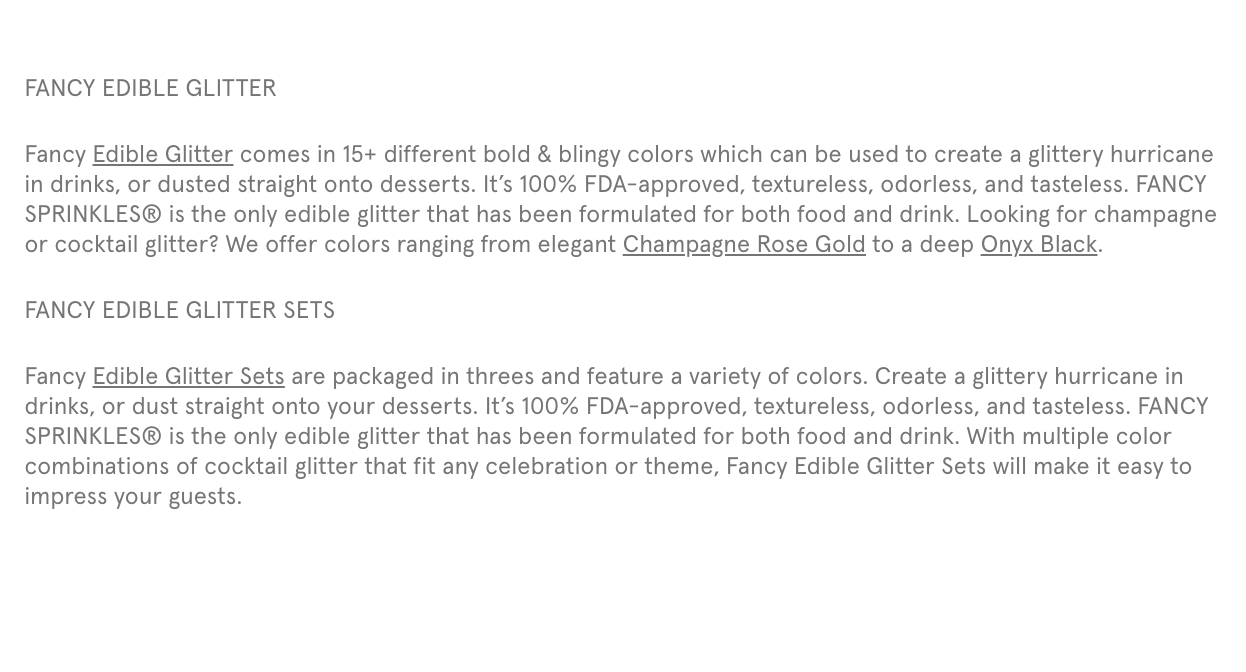 FANCY EDIBLE GLITTER
Fancy Edible Glitter comes in 15+ different bold & blingy colors which can be used to create a glittery hurricane
in drinks, or dusted straight onto desserts. It’s 100% FDA-approved, textureless, odorless, and tasteless. FANCY
SPRINKLES® is the only edible glitter that has been formulated for both food and drink. Looking for champagne
or cocktail glitter? We offer colors ranging from elegant Champagne Rose Gold to a deep Onyx Black.
FANCY EDIBLE GLITTER SETS
Fancy Edible Glitter Sets are packaged in threes and feature a variety of colors. Create a glittery hurricane in
drinks, or dust straight onto your desserts. It’s 100% FDA-approved, textureless, odorless, and tasteless. FANCY
SPRINKLES® is the only edible glitter that has been formulated for both food and drink. With multiple color
combinations of cocktail glitter that fit any celebration or theme, Fancy Edible Glitter Sets will make it easy to
impress your guests.